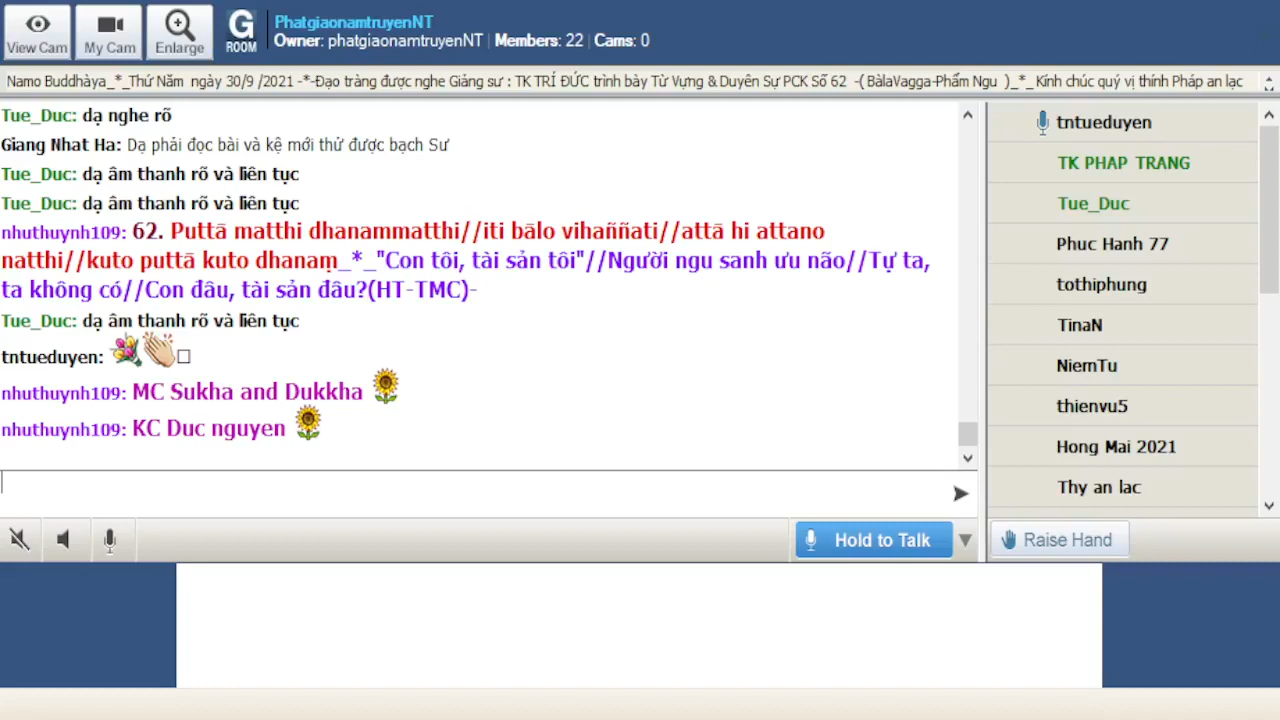 View Cam
My Cam
Enlarge
G
ROOM
PhatgiaonamtruyenNT
Owner: phatgiaonamtruyenNT | Members: 22 | Cams: 0
Namo Buddhàya_*_Thứ Năm ngày 30/9 /2021 -*-Đạo tràng được nghe Giảng sư : TK TRÍ ĐỨC trình bày Từ Vựng & Duyên Sự PCK Số 62 -( BàlaVagga-Phẩm Ngu )_*_ Kính chúc quý vị thính Pháp an lạc
Tue_Duc: dạ nghe rõ
Giang Nhat Ha: Dạ phải đọc bài và kệ mới thử được bạch Sư
Tue_Duc: dạ âm thanh rõ và liên tục
Tue_Duc: dạ âm thanh rõ và liên tục
nhuthuynh109: 62. Puttā matthi dhanammatthi//iti bālo vihaññati//attā hi attano
natthi//kuto puttā kuto dhanaṃ_*_"Con tôi, tài sản tôi"//Người ngu sanh ưu não//Tự ta,
ta không có//Con đâu, tài sản đâu?(HT-TMC)-
Tue_Duc: dạ âm thanh rõ và liên tục
tntueduyen:
nhuthuynh109: MC Sukha and Dukkha
nhuthuynh109: KC Duc nguyen
Hold to Talk
tntueduyen
TK PHAP TRANG
Tue_Duc
Phuc Hanh 77
tothiphung
TinaN
NiemTu
thienvu5
Hong Mai 2021
Thy an lac
Raise Hand